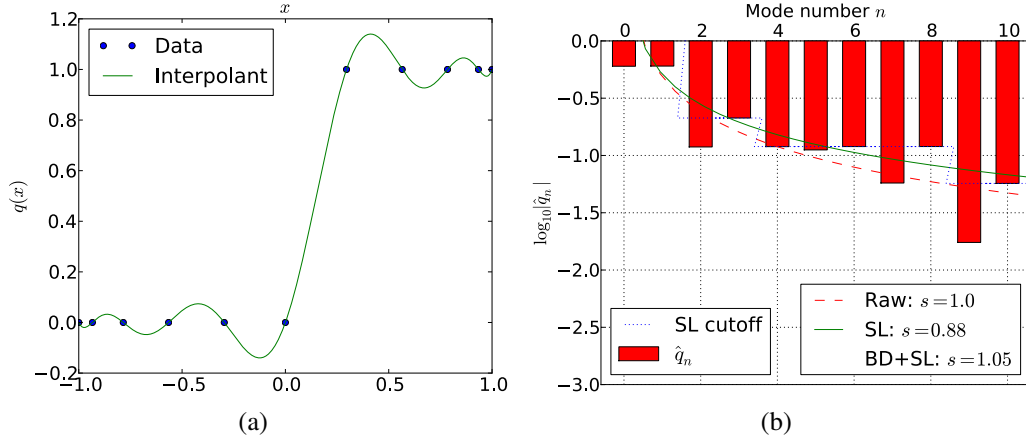 x
1.2
1.0
0.8
0.6
0.4
0.2
0.0
−0.2
q(x)
Data
Interpolant
−1.0 −0.5 0.0 0.5 1.0
(a)
Mode number n
0 2 4 6 8 10
0.0
−0.5
−1.0
−1.5
−2.0
−2.5
−3.0
log₁₀|q̂ₙ|
SL cutoff
q̂ₙ
Raw: s=1.0
SL: s=0.88
BD+SL: s=1.05
(b)